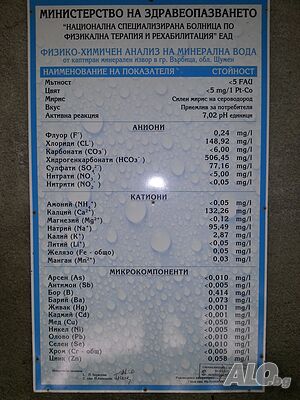 МИНИСТЕРСТВО НА ЗДРАВЕОПАЗВАНЕТО
"НАЦИОНАЛНА СПЕЦИАЛИЗИРАНА БОЛНИЦА ПО
ФИЗИКАЛНА ТЕРАПИЯ И РЕХАБИЛИТАЦИЯ" ЕАД
ФИЗИКО-ХИМИЧЕН АНАЛИЗ НА МИНЕРАЛНА ВОДА
от каптиран минерален извор в гр. Върбица, обл. Шумен
НАИМЕНОВАНИЕ НА ПОКАЗАТЕЛЯ СТОЙНОСТ
Мътност <5 FAU
Цвят <5 mg/l Pt-Co
Мирис Силен мирис на сероводород
Вкус Приемлив за потребителя
Активна реакция 7,02 рН единици
АНИОНИ
Флуор (F⁻) 0,24 mg/l
Хлориди (CL⁻) 148,92 mg/l
Карбонати (CO₃⁻) <6,00 mg/l
Хидрогенкарбонати (HCO₃⁻) 506,45 mg/l
Сулфати (SO₄²⁻) 77,16 mg/l
Нитрати (NO₃⁻) <5,00 mg/l
Нитрити (NO₂⁻) <0,05 mg/l
КАТИОНИ
Амоний (NH₄⁺) <0,05 mg/l
Калций (Ca²⁺) 132,26 mg/l
Магнезий (Mg²⁺) <0,12 mg/l
Натрий (Na⁺) 95,49 mg/l
Калий (K⁺) 2,87 mg/l
Литий (Li⁺) <0,05 mg/l
Желязо (Fe - общо) 0,05 mg/l
Манган (Mn²⁺) 0,03 mg/l
МИКРОКОМПОНЕНТИ
Арсен (As) <0,010 mg/l
Антимон (Sb) <0,005 mg/l
Бор (B) 0,414 mg/l
Барий (Ba) 0,073 mg/l
Живак (Hg) <0,001 mg/l
Кадмий (Cd) <0,001 mg/l
Мед (Cu) <0,050 mg/l
Никел (Ni) <0,005 mg/l
Олово (Pb) <0,010 mg/l
Селен (Se) <0,005 mg/l
Хром (Cr - общ) <0,005 mg/l
Цинк (Zn) <0,058 mg/l
ALO.bg